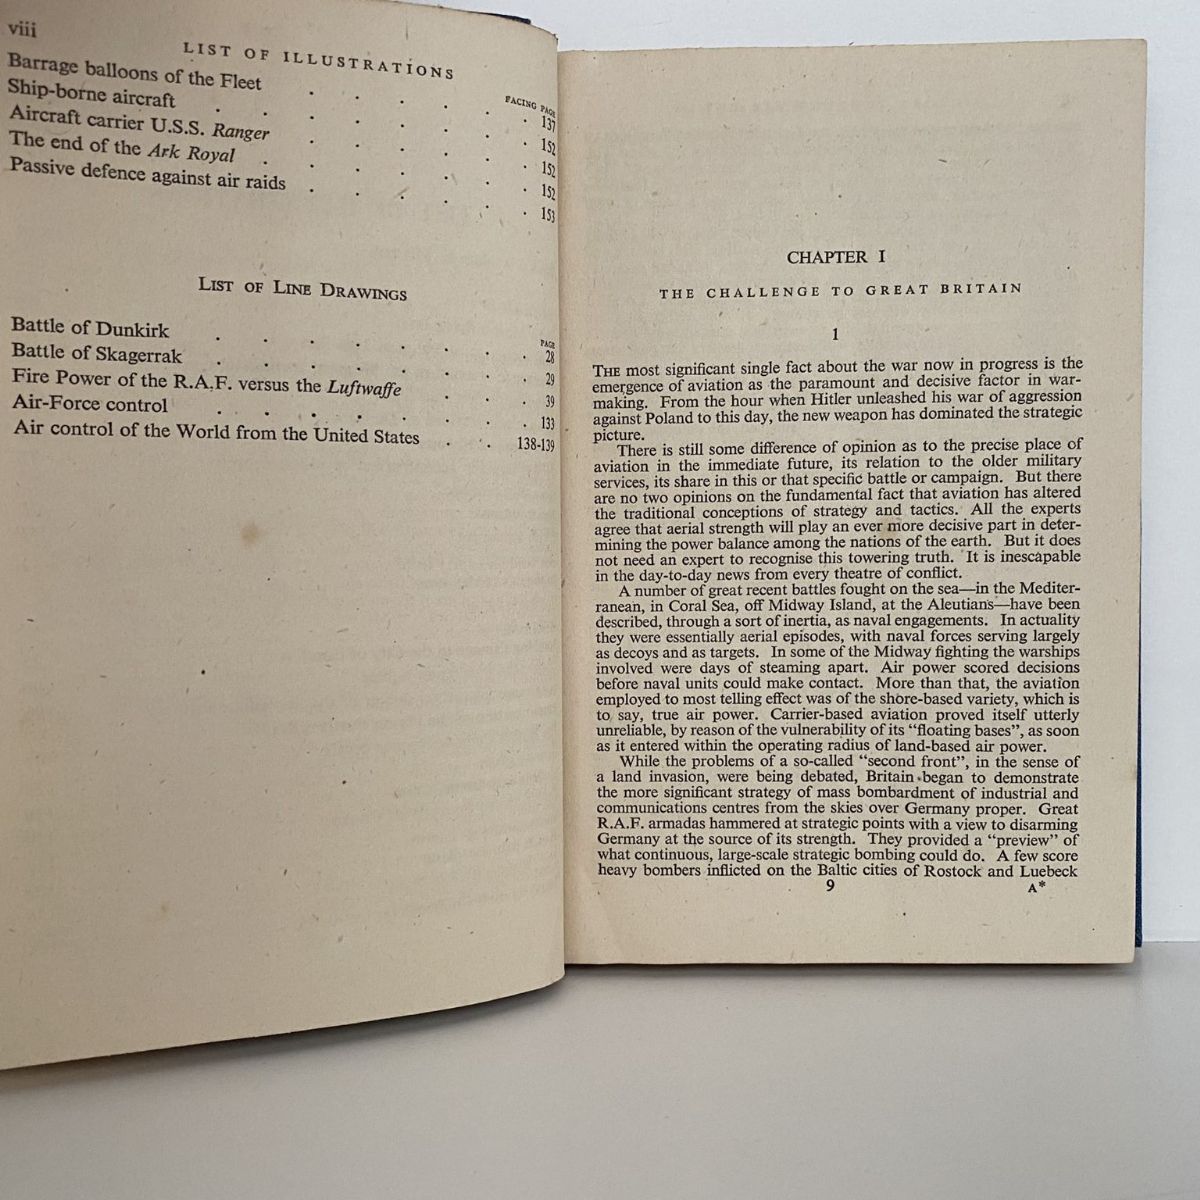 viii
LIST OF ILLUSTRATIONS
FACING PAGE
Barrage balloons of the Fleet . . . . . . 137
Ship-borne aircraft . . . . . . . . 152
Aircraft carrier U.S.S. Ranger . . . . . . 152
The end of the Ark Royal . . . . . . . 152
Passive defence against air raids . . . . . . 153
LIST OF LINE DRAWINGS
PAGE
Battle of Dunkirk . . . . . . . . 28
Battle of Skagerrak . . . . . . . . 29
Fire Power of the R.A.F. versus the Luftwaffe . . . 39
Air-Force control . . . . . . . . 133
Air control of the World from the United States . . 138-139
CHAPTER I
THE CHALLENGE TO GREAT BRITAIN
1
THE most significant single fact about the war now in progress is the
emergence of aviation as the paramount and decisive factor in war-
making. From the hour when Hitler unleashed his war of aggression
against Poland to this day, the new weapon has dominated the strategic
picture.
There is still some difference of opinion as to the precise place of
aviation in the immediate future, its relation to the older military
services, its share in this or that specific battle or campaign. But there
are no two opinions on the fundamental fact that aviation has altered
the traditional conceptions of strategy and tactics. All the experts
agree that aerial strength will play an ever more decisive part in deter-
mining the power balance among the nations of the earth. But it does
not need an expert to recognise this towering truth. It is inescapable
in the day-to-day news from every theatre of conflict.
A number of great recent battles fought on the sea—in the Mediter-
ranean, in Coral Sea, off Midway Island, at the Aleutians—have been
described, through a sort of inertia, as naval engagements. In actuality
they were essentially aerial episodes, with naval forces serving largely
as decoys and as targets. In some of the Midway fighting the warships
involved were days of steaming apart. Air power scored decisions
before naval units could make contact. More than that, the aviation
employed to most telling effect was of the shore-based variety, which is
to say, true air power. Carrier-based aviation proved itself utterly
unreliable, by reason of the vulnerability of its "floating bases", as soon
as it entered within the operating radius of land-based air power.
While the problems of a so-called "second front", in the sense of
a land invasion, were being debated, Britain began to demonstrate
the more significant strategy of mass bombardment of industrial and
communications centres from the skies over Germany proper. Great
R.A.F. armadas hammered at strategic points with a view to disarming
Germany at the source of its strength. They provided a "preview" of
what continuous, large-scale strategic bombing could do. A few score
heavy bombers inflicted on the Baltic cities of Rostock and Luebeck
9 A*